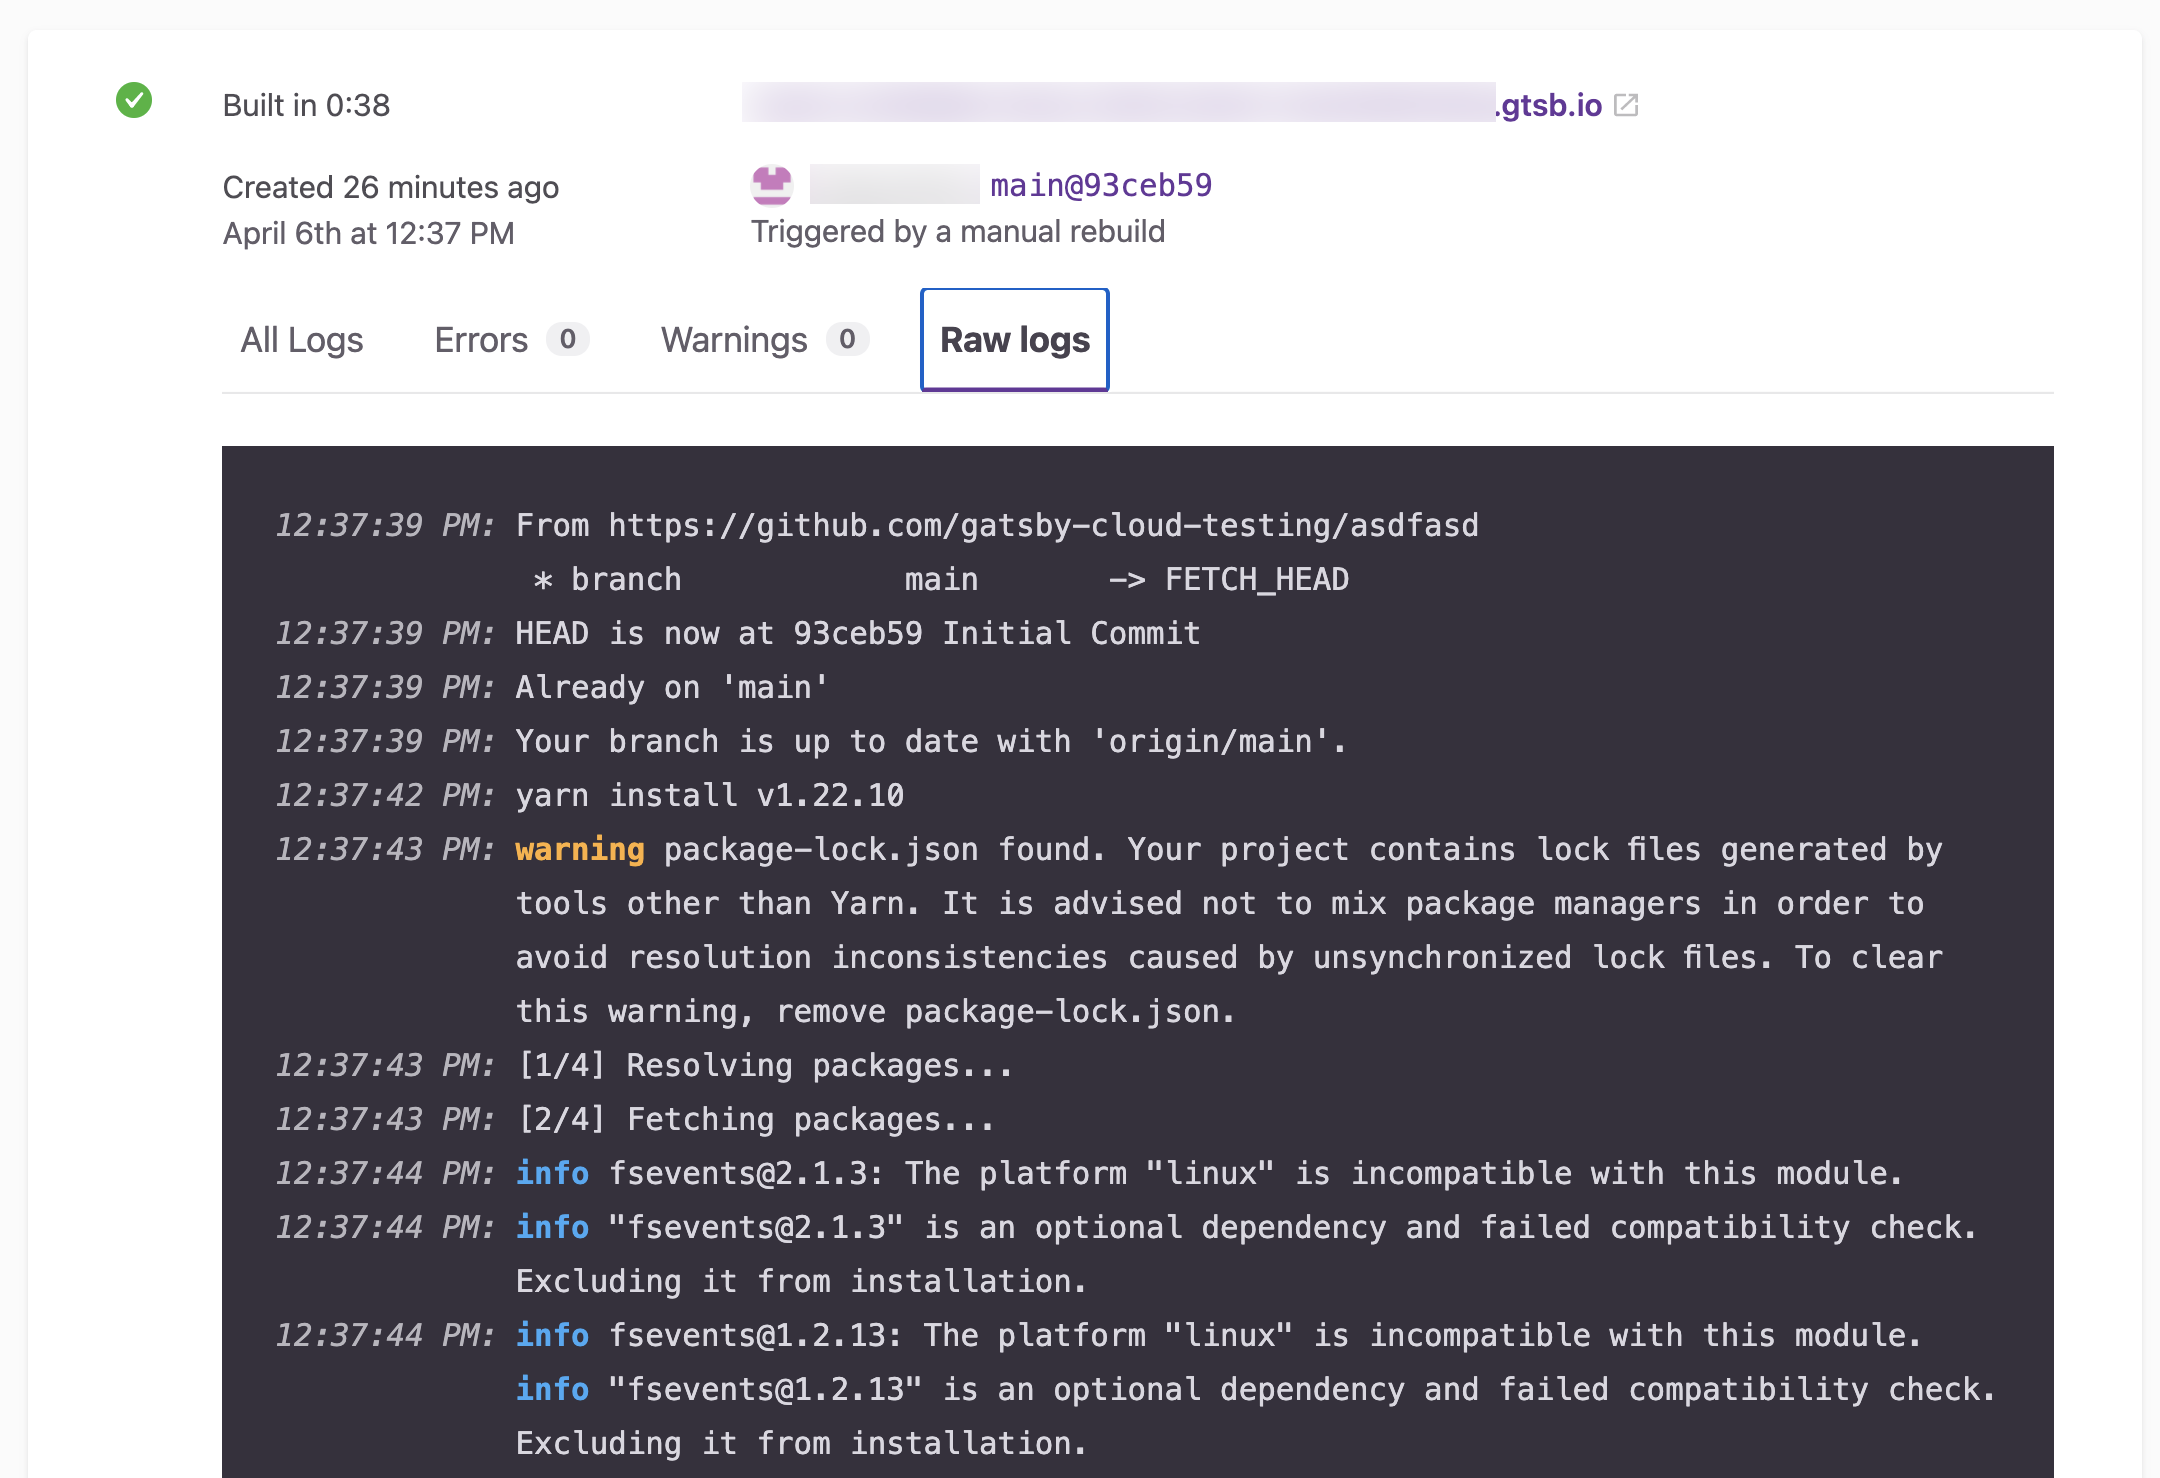 Built in 0:38
.gtsb.io
Created 26 minutes ago
main@93ceb59
April 6th at 12:37 PM
Triggered by a manual rebuild
All Logs Errors 0 Warnings 0 Raw logs
12:37:39 PM: From https://github.com/gatsby-cloud-testing/asdfasd
* branch main -> FETCH_HEAD
12:37:39 PM: HEAD is now at 93ceb59 Initial Commit
12:37:39 PM: Already on 'main'
12:37:39 PM: Your branch is up to date with 'origin/main'.
12:37:42 PM: yarn install v1.22.10
12:37:43 PM: warning package-lock.json found. Your project contains lock files generated by
tools other than Yarn. It is advised not to mix package managers in order to
avoid resolution inconsistencies caused by unsynchronized lock files. To clear
this warning, remove package-lock.json.
12:37:43 PM: [1/4] Resolving packages...
12:37:43 PM: [2/4] Fetching packages...
12:37:44 PM: info fsevents@2.1.3: The platform "linux" is incompatible with this module.
12:37:44 PM: info "fsevents@2.1.3" is an optional dependency and failed compatibility check.
Excluding it from installation.
12:37:44 PM: info fsevents@1.2.13: The platform "linux" is incompatible with this module.
info "fsevents@1.2.13" is an optional dependency and failed compatibility check.
Excluding it from installation.